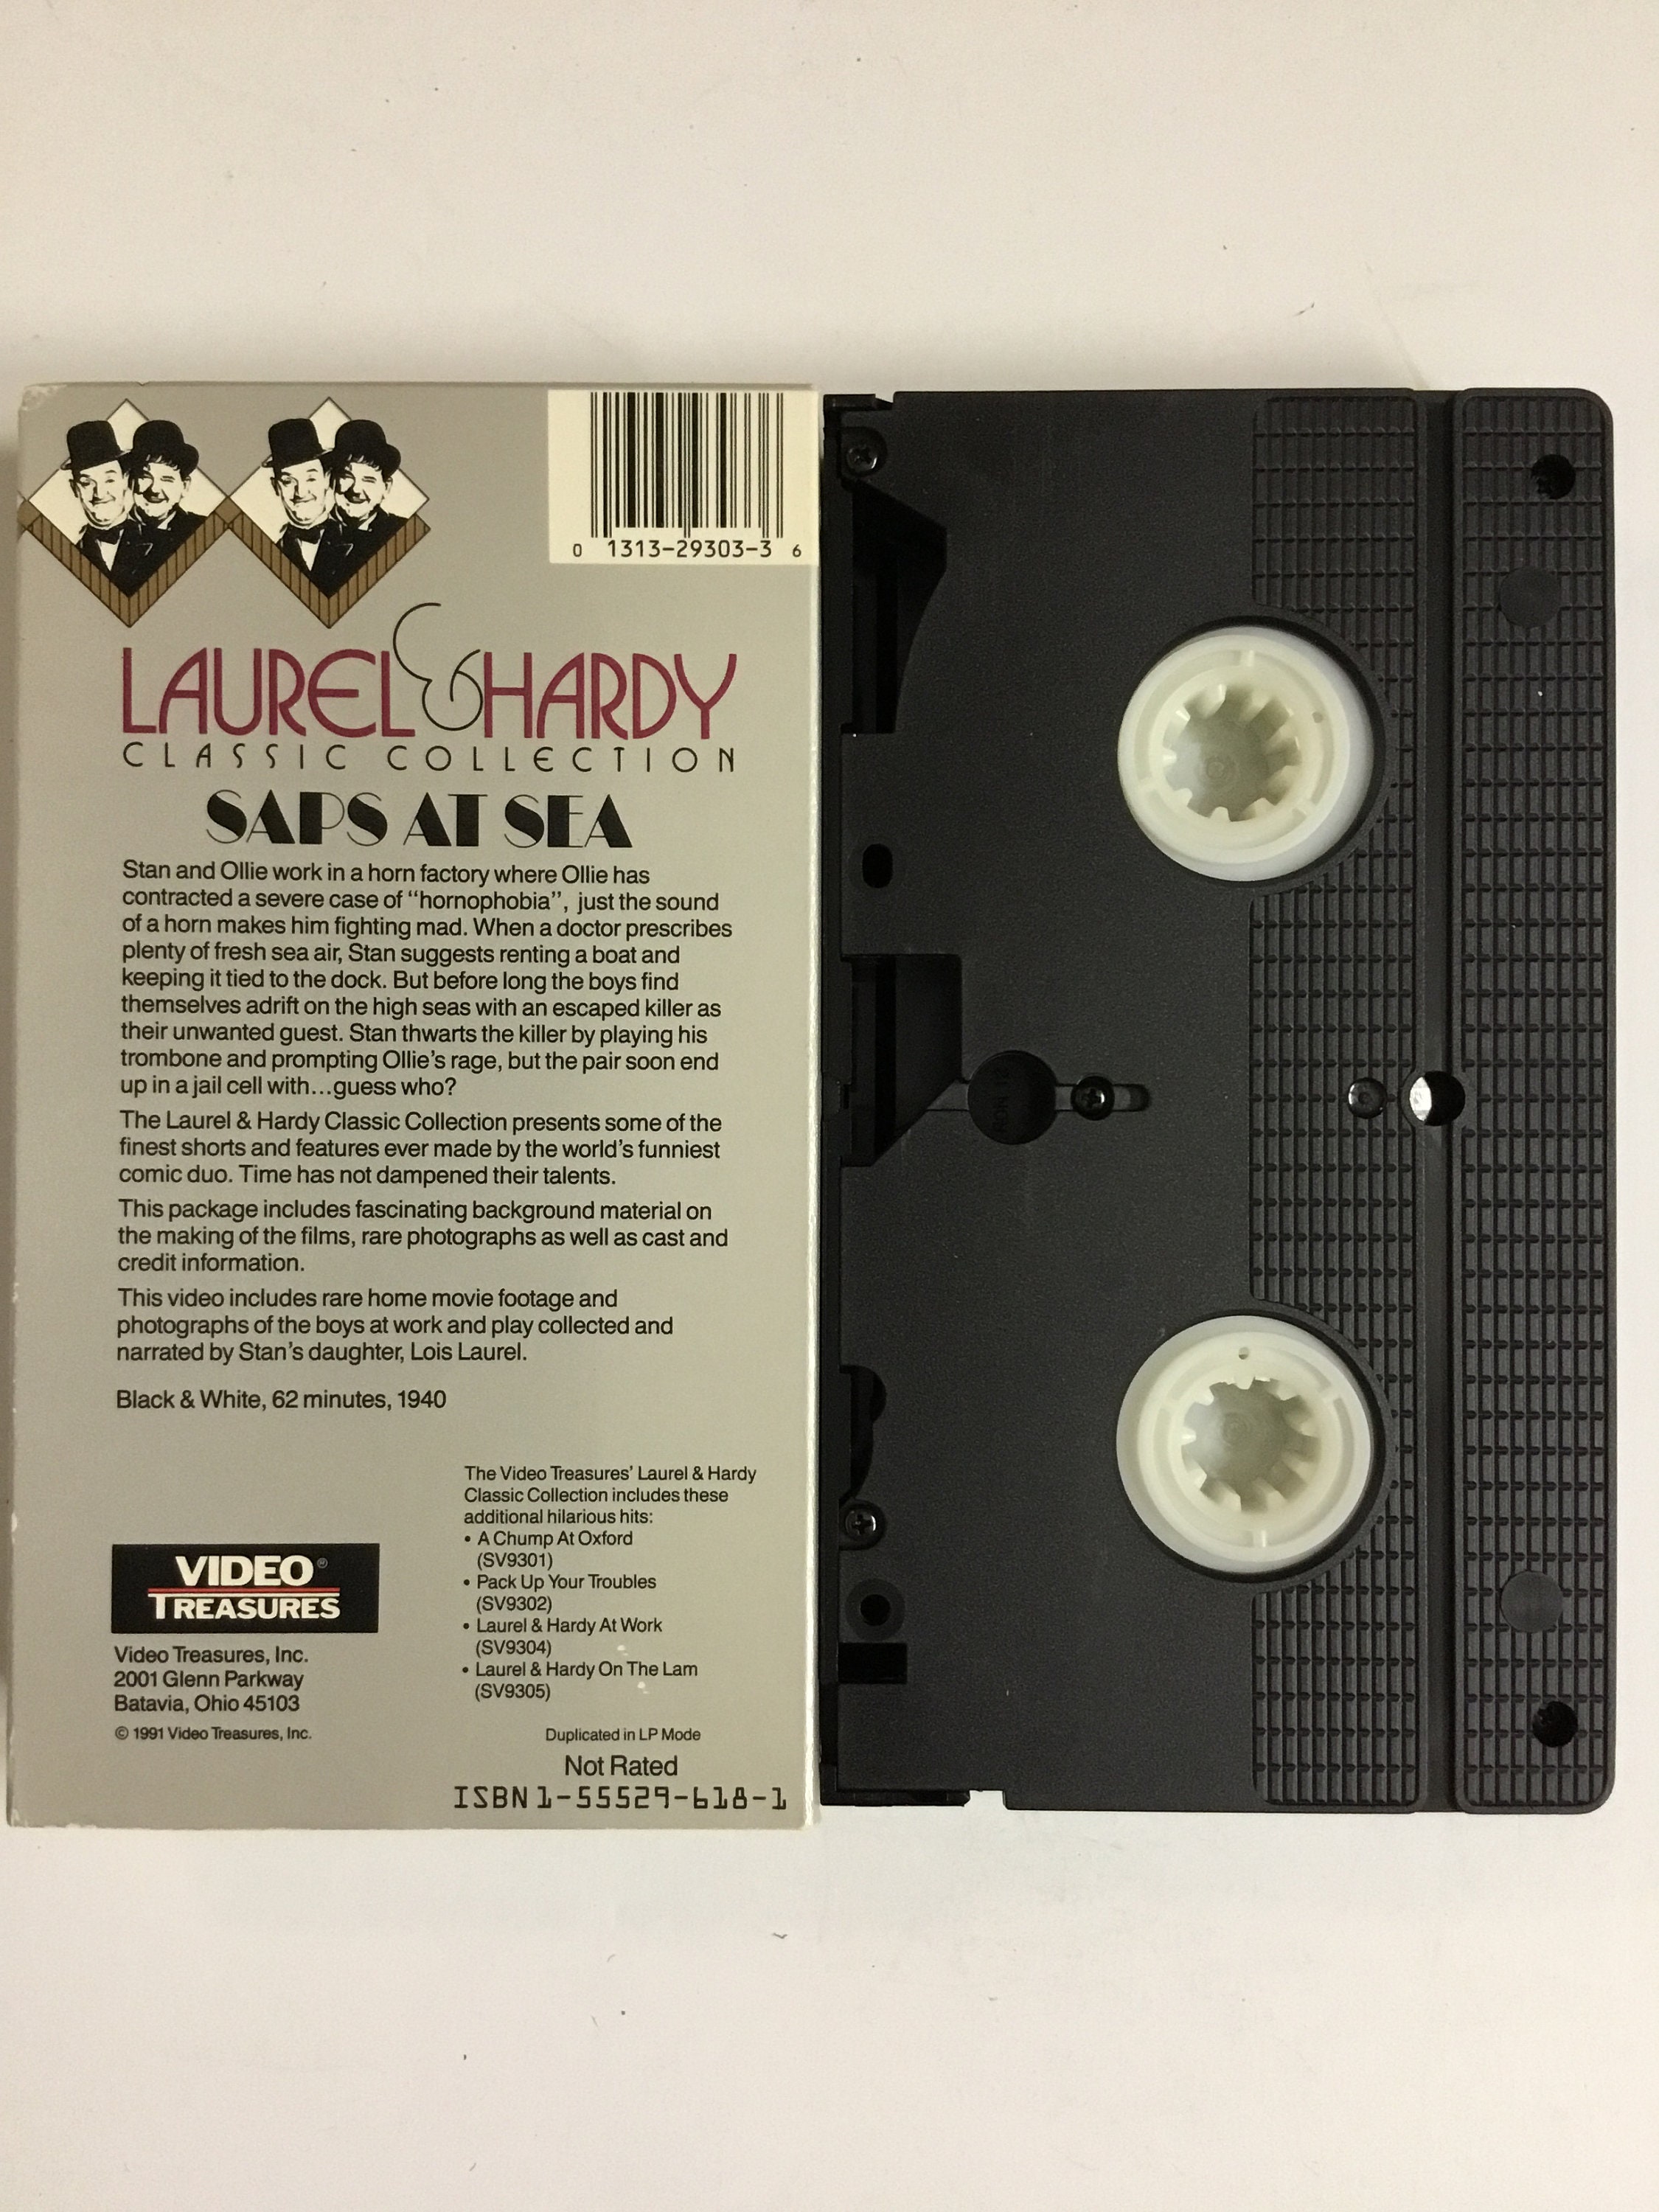 0 1313-29303-3 6
LAUREL & HARDY
CLASSIC COLLECTION
SAPS AT SEA
Stan and Ollie work in a horn factory where Ollie has
contracted a severe case of “hornophobia”, just the sound
of a horn makes him fighting mad. When a doctor prescribes
plenty of fresh sea air, Stan suggests renting a boat and
keeping it tied to the dock. But before long the boys find
themselves adrift on the high seas with an escaped killer as
their unwanted guest. Stan thwarts the killer by playing his
trombone and prompting Ollie’s rage, but the pair soon end
up in a jail cell with...guess who?
The Laurel & Hardy Classic Collection presents some of the
finest shorts and features ever made by the world’s funniest
comic duo. Time has not dampened their talents.
This package includes fascinating background material on
the making of the films, rare photographs as well as cast and
credit information.
This video includes rare home movie footage and
photographs of the boys at work and play collected and
narrated by Stan’s daughter, Lois Laurel.
Black & White, 62 minutes, 1940
The Video Treasures’ Laurel & Hardy
Classic Collection includes these
additional hilarious hits:
• A Chump At Oxford
(SV9301)
• Pack Up Your Troubles
(SV9302)
• Laurel & Hardy At Work
(SV9304)
• Laurel & Hardy On The Lam
(SV9305)
VIDEO®
TREASURES
Video Treasures, Inc.
2001 Glenn Parkway
Batavia, Ohio 45103
© 1991 Video Treasures, Inc.
Duplicated in LP Mode
Not Rated
ISBN 1-55529-618-1